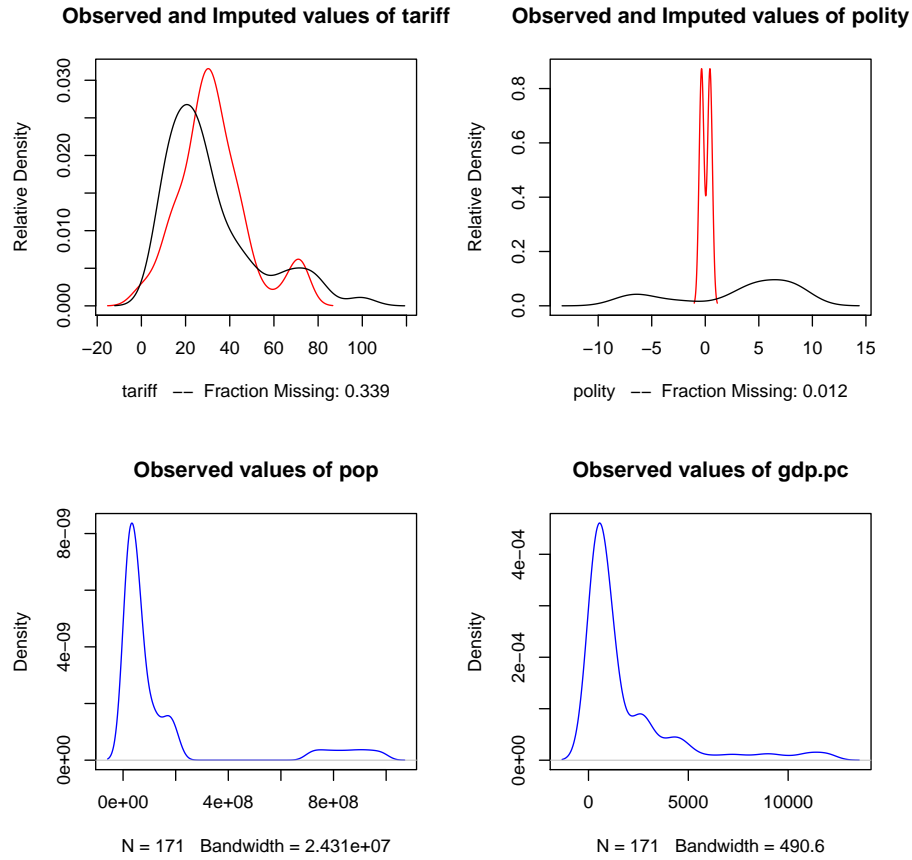 Observed and Imputed values of tariff
Relative Density
0.000
0.010
0.020
0.030
−20 0 20 40 60 80 100
tariff −− Fraction Missing: 0.339
Observed and Imputed values of polity
Relative Density
0.0
0.2
0.4
0.6
0.8
−10 −5 0 5 10 15
polity −− Fraction Missing: 0.012
Observed values of pop
Density
0e+00
4e−09
8e−09
0e+00 4e+08 8e+08
N = 171 Bandwidth = 2.431e+07
Observed values of gdp.pc
Density
0e+00
2e−04
4e−04
0 5000 10000
N = 171 Bandwidth = 490.6